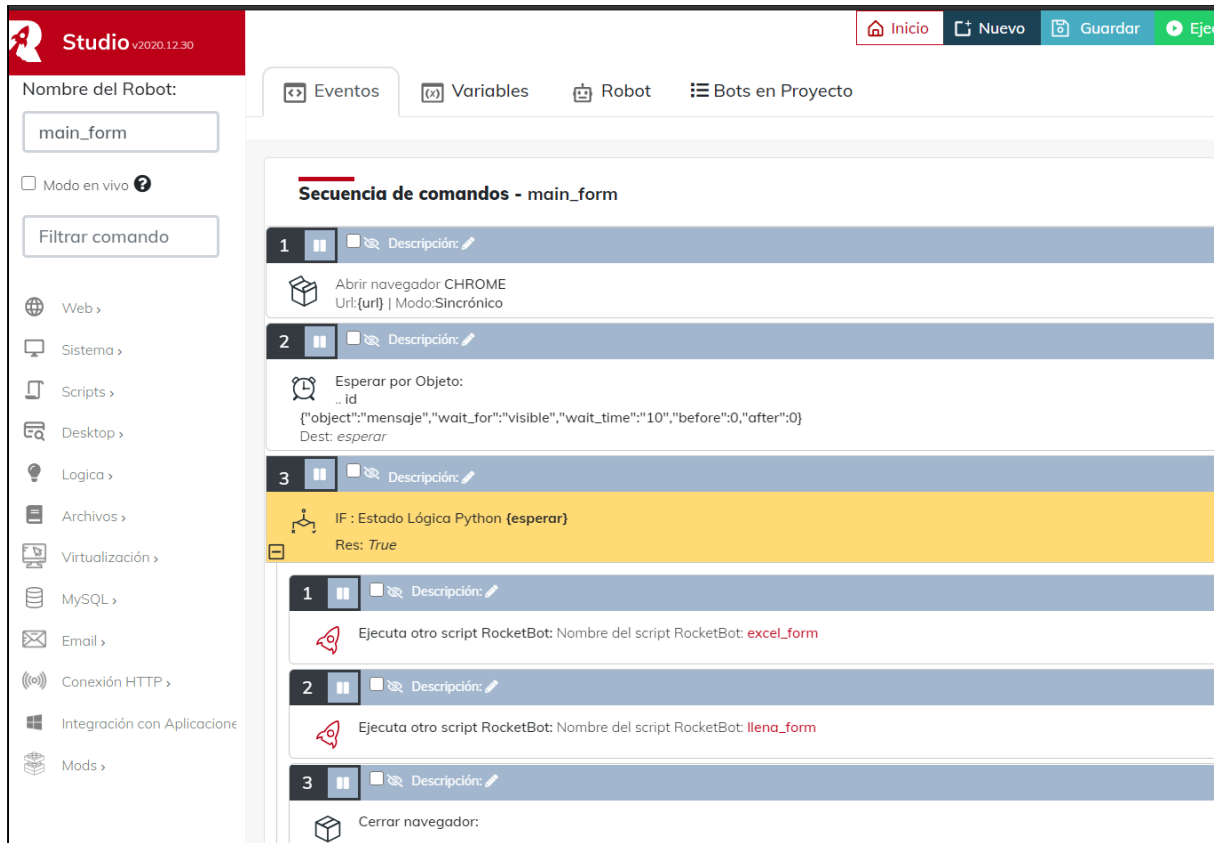 Studio v2020.12.30
Inicio
Nuevo
Guardar
Eje
Nombre del Robot:
main_form
Modo en vivo ?
Filtrar comando
Web ›
Sistema ›
Scripts ›
Desktop ›
Logica ›
Archivos ›
Virtualización ›
MySQL ›
Email ›
Conexión HTTP ›
Integración con Aplicacione
Mods ›
Eventos
(x) Variables
Robot
Bots en Proyecto
Secuencia de comandos - main_form
1 Descripción:
Abrir navegador CHROME
Url:{url} | Modo:Sincrónico
2 Descripción:
Esperar por Objeto:
.. id
{"object":"mensaje","wait_for":"visible","wait_time":"10","before":0,"after":0}
Dest: esperar
3 Descripción:
IF : Estado Lógica Python {esperar}
Res: True
1 Descripción:
Ejecuta otro script RocketBot: Nombre del script RocketBot: excel_form
2 Descripción:
Ejecuta otro script RocketBot: Nombre del script RocketBot: llena_form
3 Descripción:
Cerrar navegador: